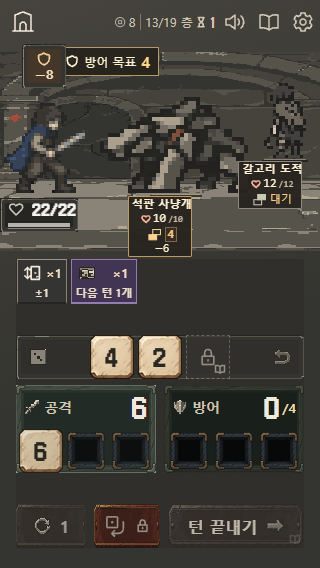 8 | 13/19 층 1
방어 목표 4
−8
갈고리 도적
12/12
대기
22/22
석관 사냥개
10/10
4
−6
×1
±1
×1
다음 턴 1개
4 2
공격 6
방어 0/4
6
1
턴 끝내기